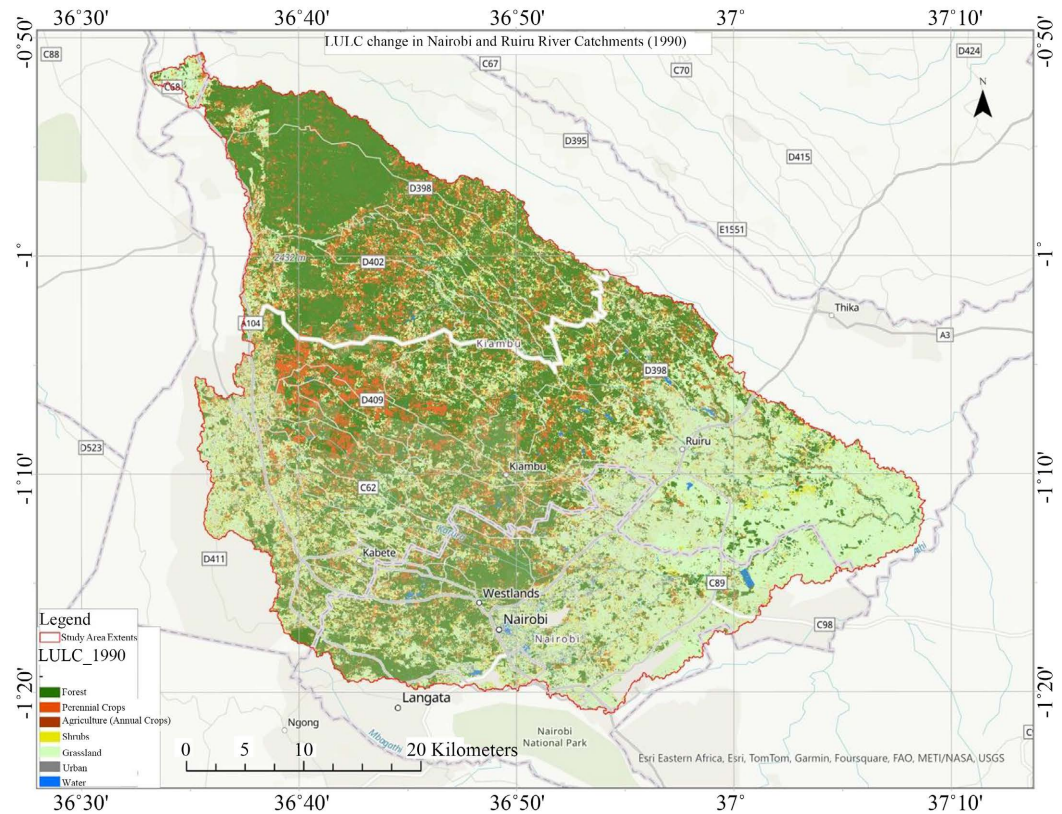 36°30' 36°40' 36°50' 37° 37°10'
-0°50' -0°50'
LULC change in Nairobi and Ruiru River Catchments (1990)
C88 C67 C70 D424
C68
N
D395
D415
D398
E1551
-1° -1°
2432m D402
Thika
A104 Kiambu A3
D398
D409
Ruiru
D523
-1°10' Kiambu -1°10'
C62
Kabete
D411
Athi
C89
Westlands
Nairobi C98
Nairobi
Legend
Study Area Extents
LULC_1990
Forest
Perennial Crops
Agriculture (Annual Crops)
Shrubs
Grassland
Urban
Water
-1°20' -1°20'
Langata
Ngong
Mbagathi
Nairobi
National Park
0 5 10 20 Kilometers
Esri Eastern Africa, Esri, TomTom, Garmin, Foursquare, FAO, METI/NASA, USGS
36°30' 36°40' 36°50' 37° 37°10'